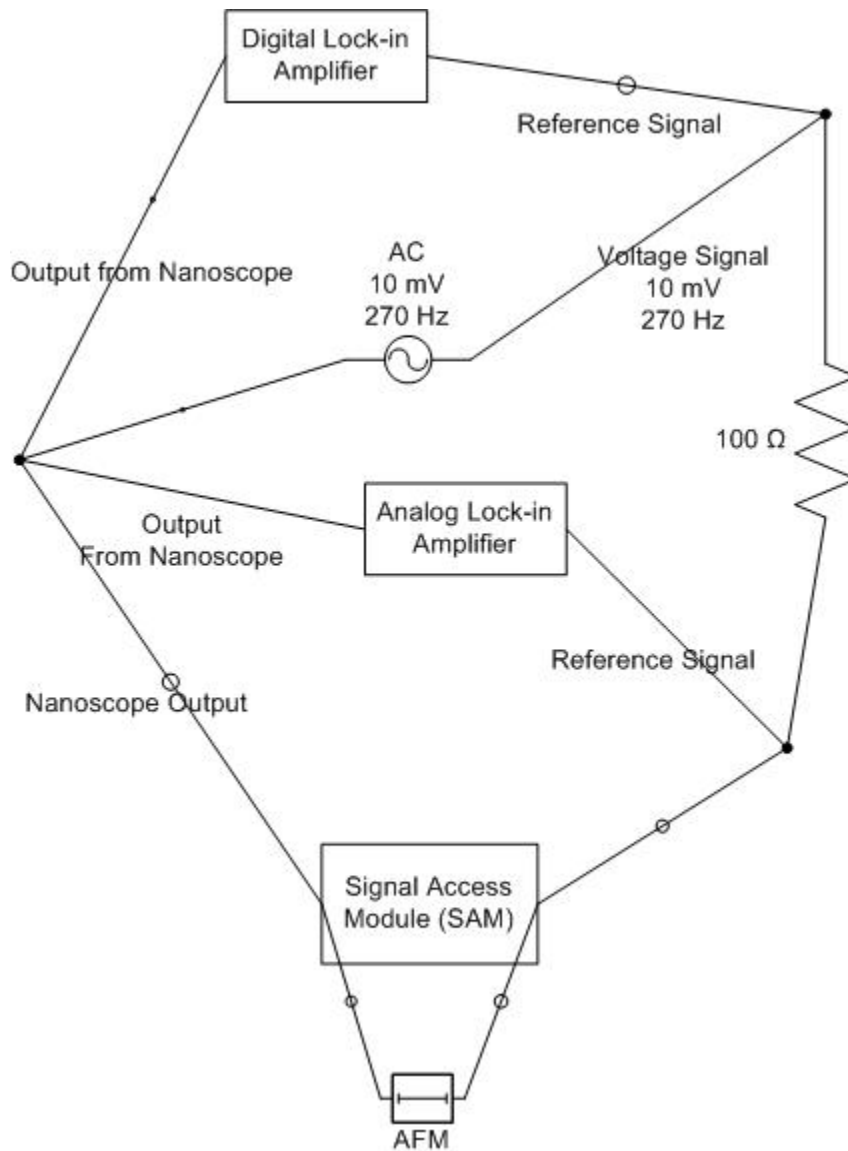 Digital Lock-in
Amplifier
Reference Signal
Output from Nanoscope
AC
10 mV
270 Hz
Voltage Signal
10 mV
270 Hz
100 Ω
Output
From Nanoscope
Analog Lock-in
Amplifier
Reference Signal
Nanoscope Output
Signal Access
Module (SAM)
AFM